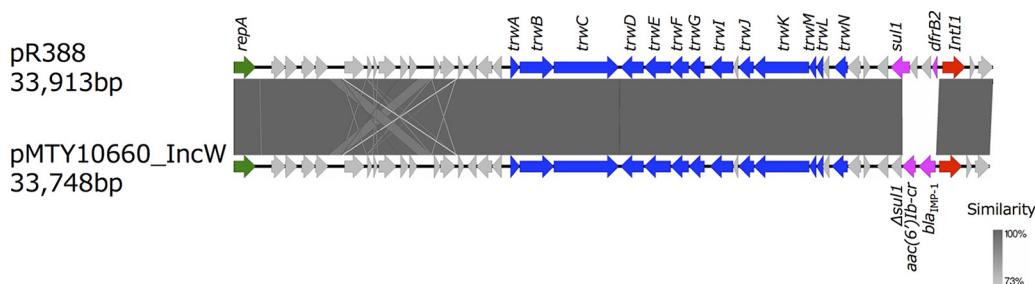 repA
trwA
trwB
trwC
trwD
trwE
trwF
trwG
trwI
trwJ
trwK
trwM
trwL
trwN
sul1
dfrB2
IntI1
pR388
33,913bp
pMTY10660_IncW
33,748bp
Δsul1
aac(6')Ib-cr
blaIMP-1
Similarity
100%
73%